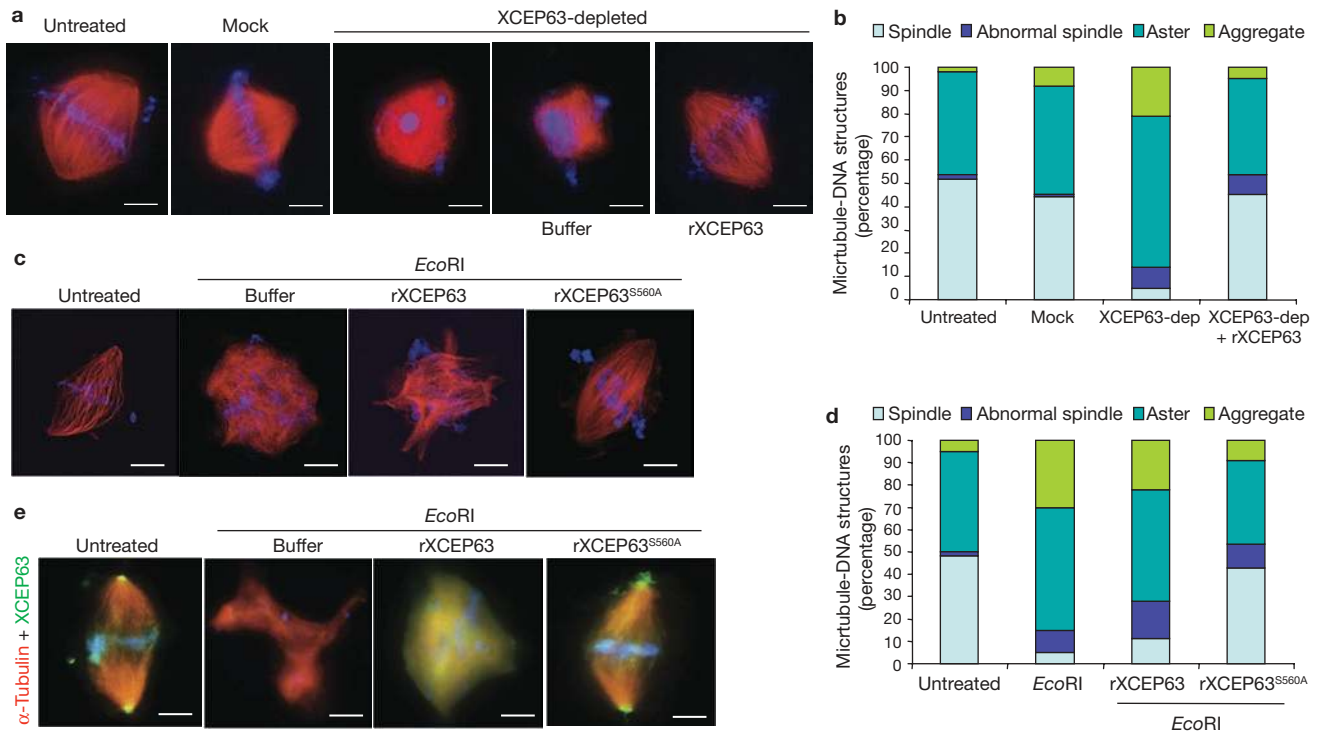 a
Untreated
Mock
XCEP63-depleted
Buffer
rXCEP63
b
Spindle Abnormal spindle Aster Aggregate
Micrtubule-DNA structures
(percentage)
100
90
80
70
60
50
40
30
20
10
0
Untreated
Mock
XCEP63-dep
XCEP63-dep
+ rXCEP63
c
EcoRI
Untreated
Buffer
rXCEP63
rXCEP63S560A
d
Spindle Abnormal spindle Aster Aggregate
Micrtubule-DNA structures
(percentage)
100
90
80
70
60
50
40
30
20
10
0
Untreated
EcoRI
rXCEP63
rXCEP63S560A
EcoRI
e
EcoRI
Untreated
Buffer
rXCEP63
rXCEP63S560A
α-Tubulin + XCEP63